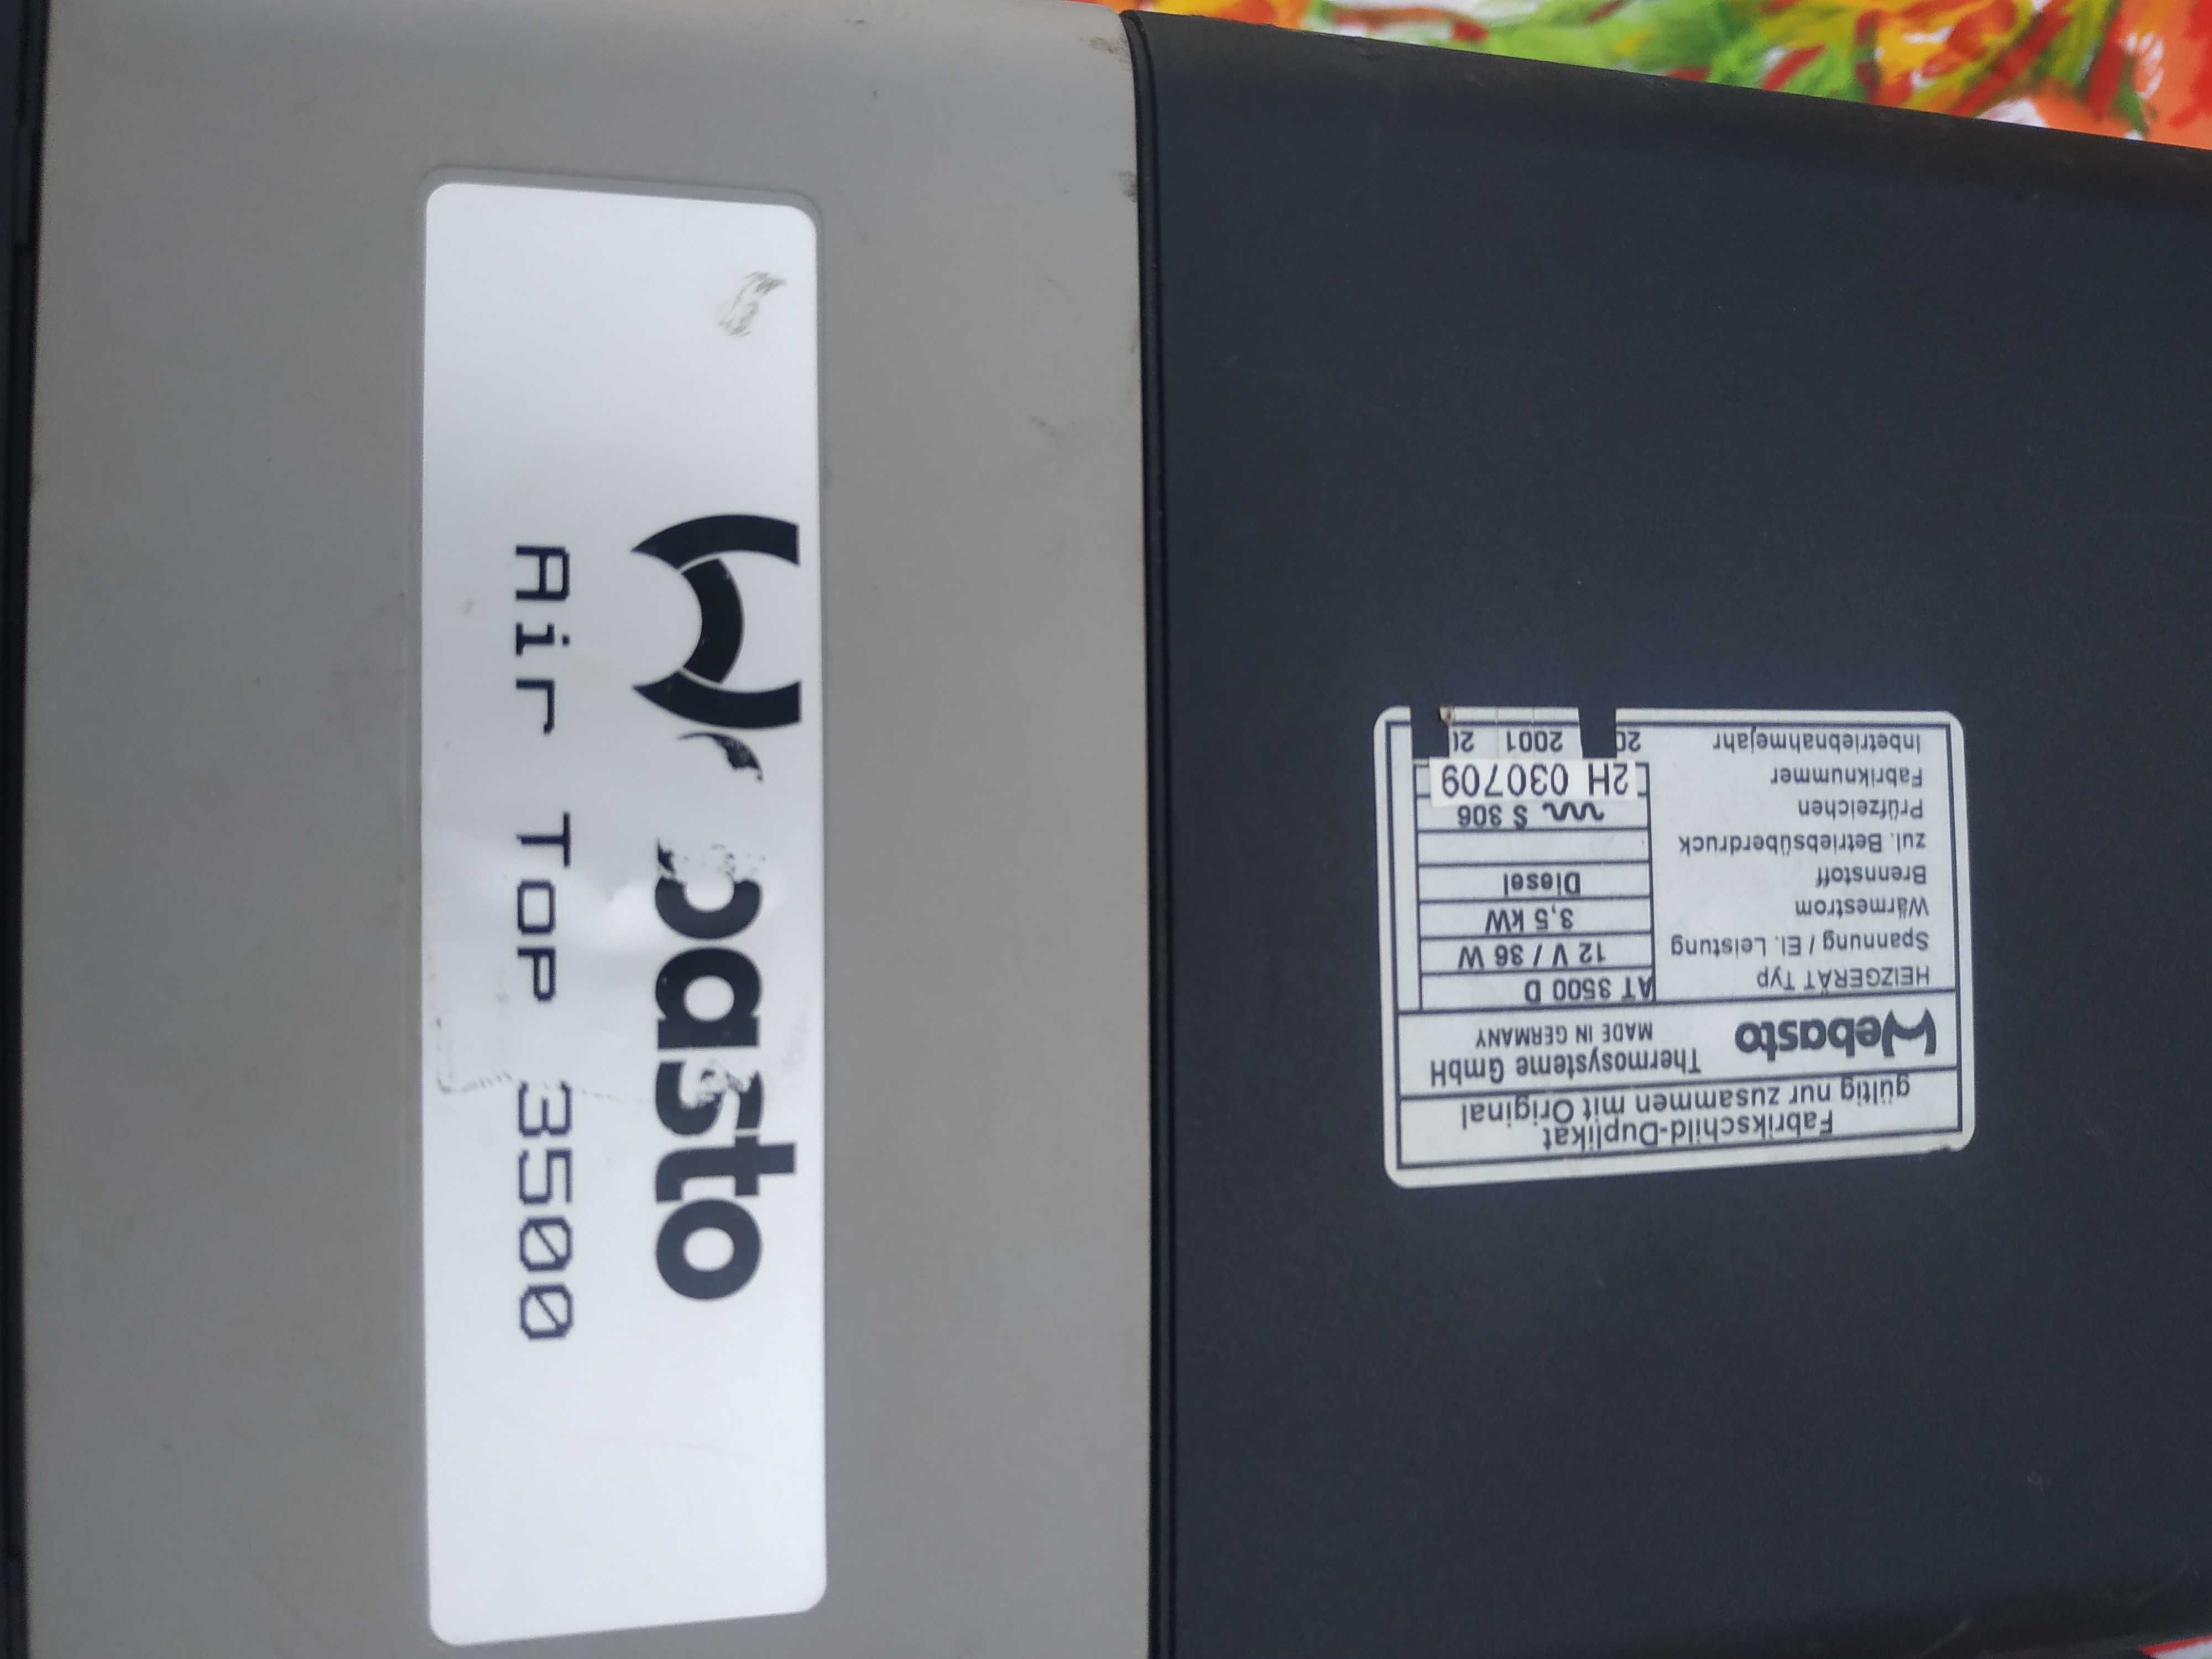 Webasto
Air Top 3500
Fabrikschild-Duplikat
gültig nur zusammen mit Original
Webasto Thermosysteme GmbH
MADE IN GERMANY
HEIZGERÄT Typ AT 3500 D
Spannung / El. Leistung 12 V / 36 W
Wärmestrom 3,5 kW
Brennstoff Diesel
zul. Betriebsüberdruck
Prüfzeichen S 306
Fabriknummer 2H 030709
Inbetriebnahmejahr 2001